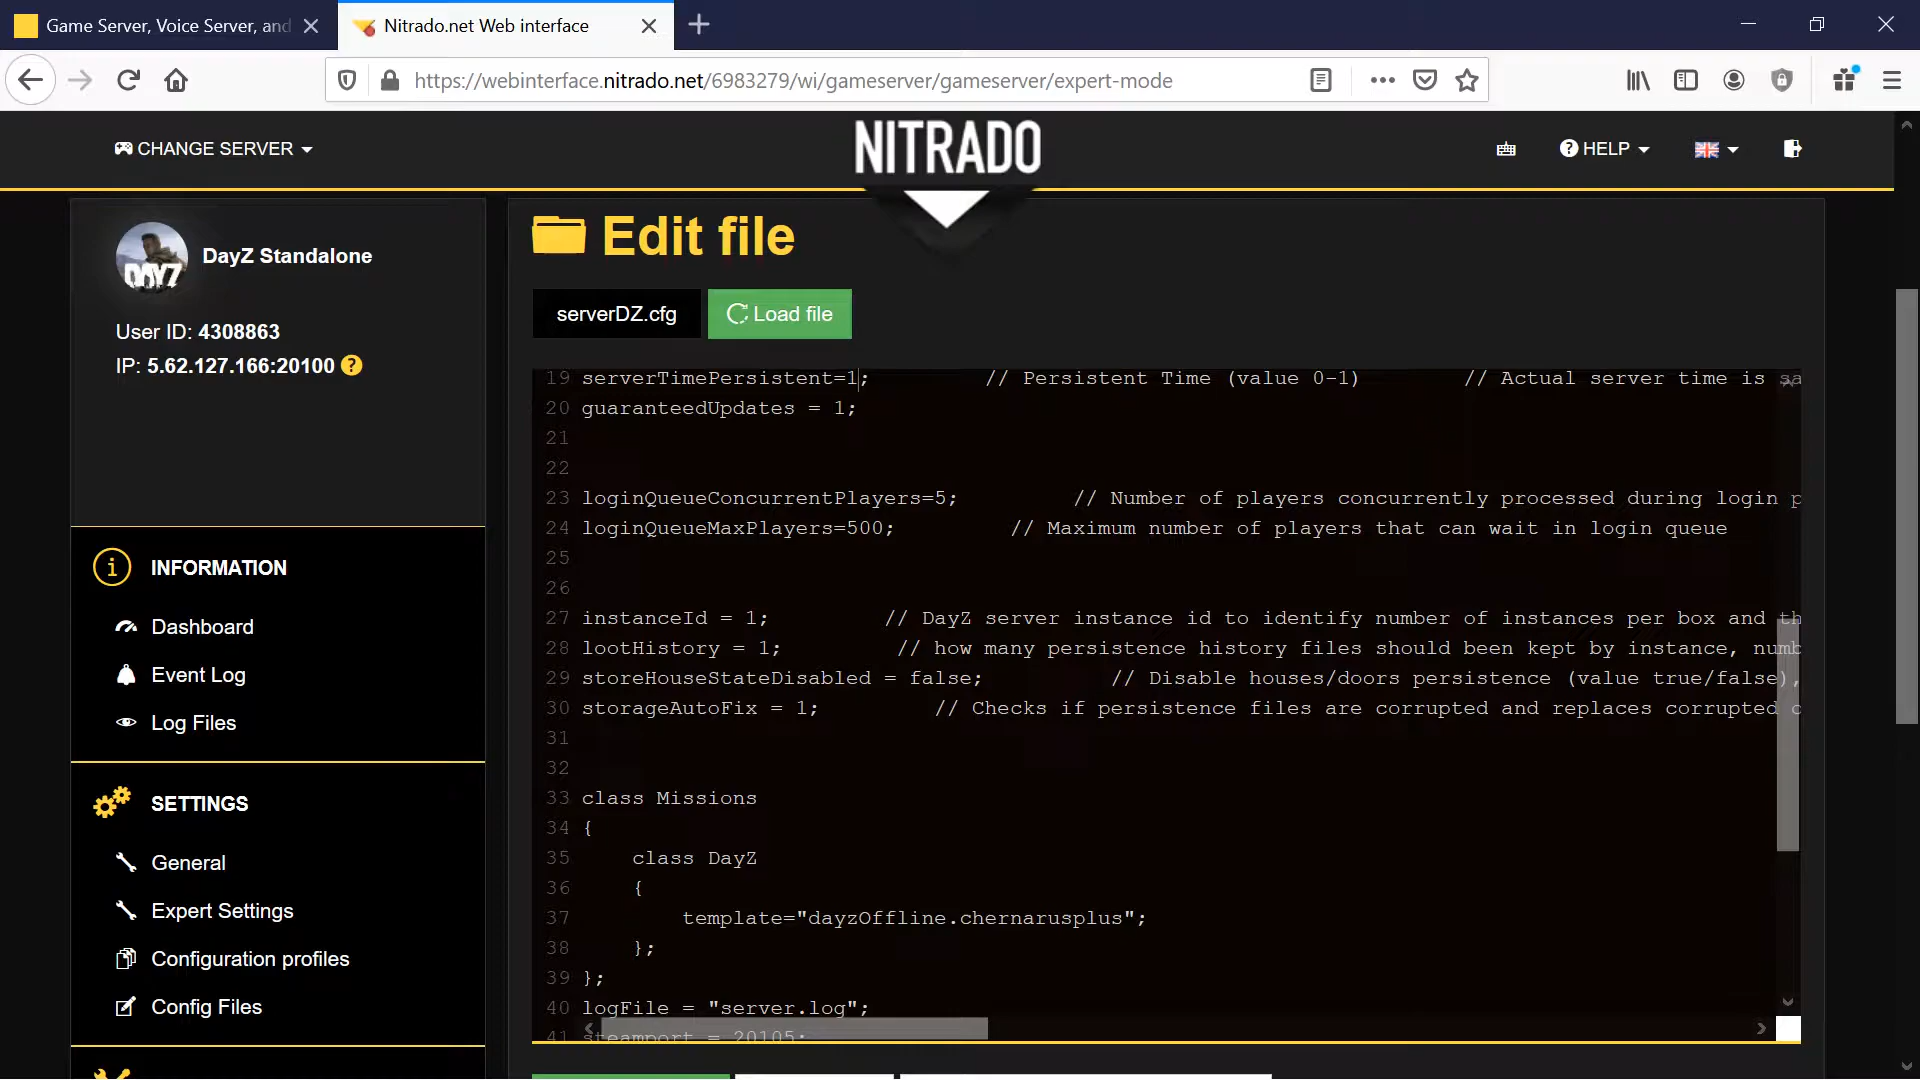 Game Server, Voice Server, and
Nitrado.net Web interface
https://webinterface.nitrado.net/6983279/wi/gameserver/gameserver/expert-mode
CHANGE SERVER
NITRADO
HELP
DAYZ
DayZ Standalone
User ID: 4308863
IP: 5.62.127.166:20100 ?
INFORMATION
Dashboard
Event Log
Log Files
SETTINGS
General
Expert Settings
Configuration profiles
Config Files
Edit file
serverDZ.cfg
Load file
19 serverTimePersistent=1; // Persistent Time (value 0-1) // Actual server time is sa
20 guaranteedUpdates = 1;
21
22
23 loginQueueConcurrentPlayers=5; // Number of players concurrently processed during login p
24 loginQueueMaxPlayers=500; // Maximum number of players that can wait in login queue
25
26
27 instanceId = 1; // DayZ server instance id to identify number of instances per box and th
28 lootHistory = 1; // how many persistence history files should been kept by instance, numb
29 storeHouseStateDisabled = false; // Disable houses/doors persistence (value true/false),
30 storageAutoFix = 1; // Checks if persistence files are corrupted and replaces corrupted o
31
32
33 class Missions
34 {
35 class DayZ
36 {
37 template="dayzOffline.chernarusplus";
38 };
39 };
40 logFile = "server.log";
41 steamport = 20105;